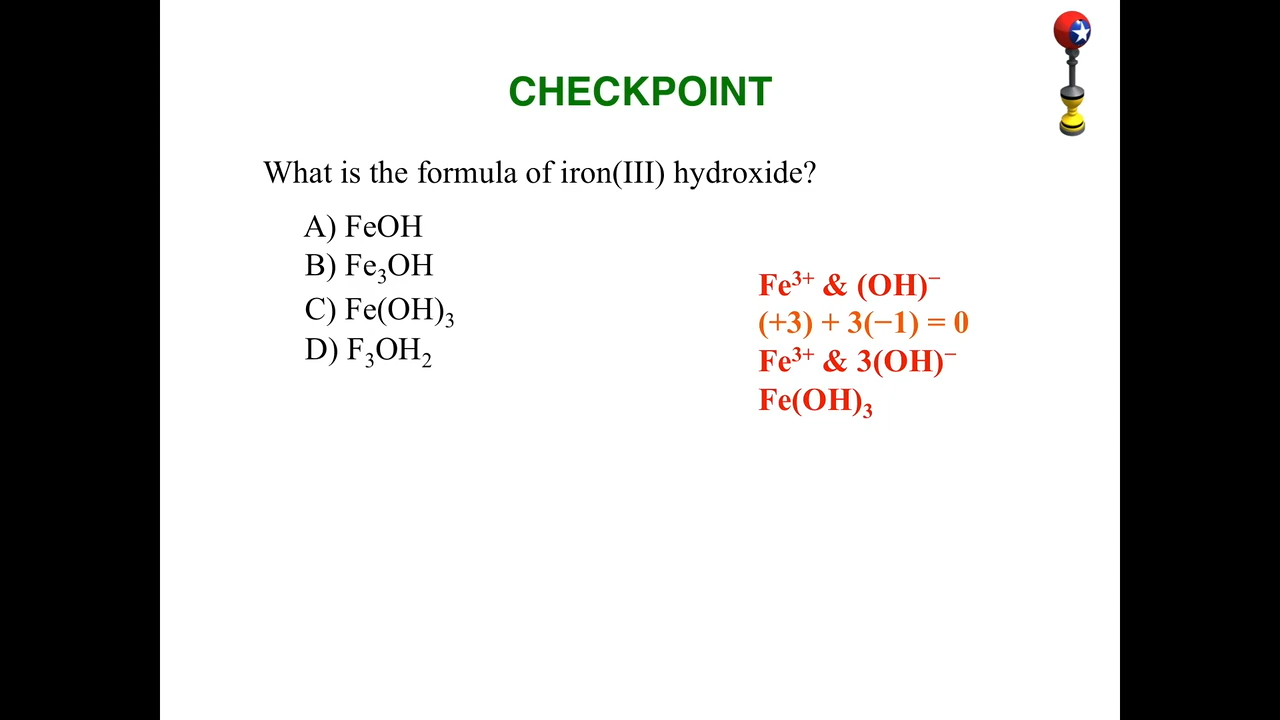 CHECKPOINT
What is the formula of iron(III) hydroxide?
A) FeOH
B) Fe₃OH
C) Fe(OH)₃
D) F₃OH₂
Fe³⁺ & (OH)⁻
(+3) + 3(−1) = 0
Fe³⁺ & 3(OH)⁻
Fe(OH)₃